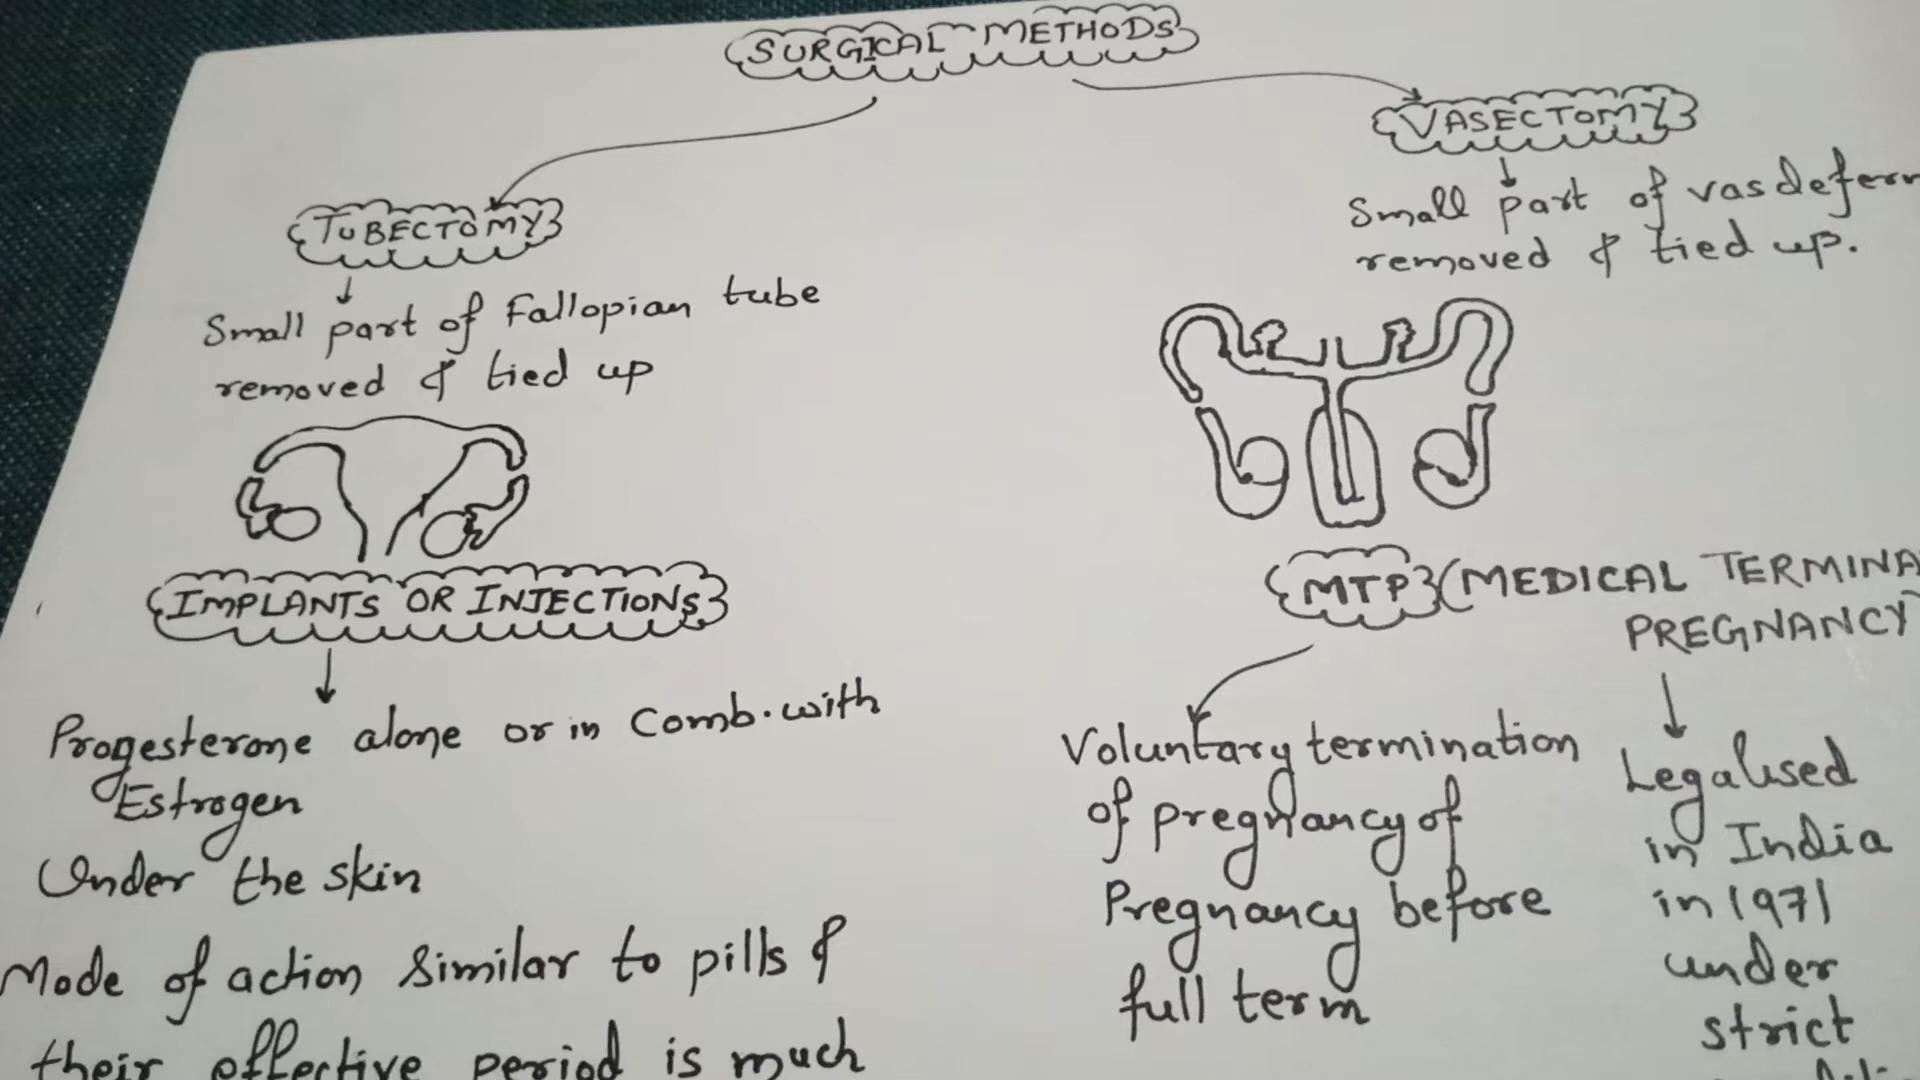 SURGICAL METHODS
TUBECTOMY
Small part of Fallopian tube
removed & tied up
VASECTOMY
Small part of vas defern
removed & tied up.
IMPLANTS OR INJECTIONS
Progesterone alone or in Comb. with
Estrogen
Under the skin
Mode of action Similar to pills &
their effective period is much
MTP (MEDICAL TERMINA
PREGNANCY
Voluntary termination
of pregnancy of
Pregnancy before
full term
Legalised
in India
in 1971
under
strict